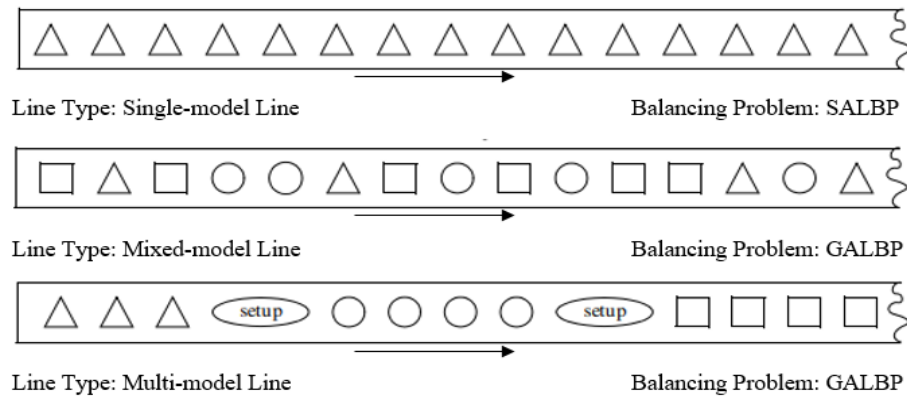 Line Type: Single-model Line Balancing Problem: SALBP
Line Type: Mixed-model Line Balancing Problem: GALBP
setup setup
Line Type: Multi-model Line Balancing Problem: GALBP